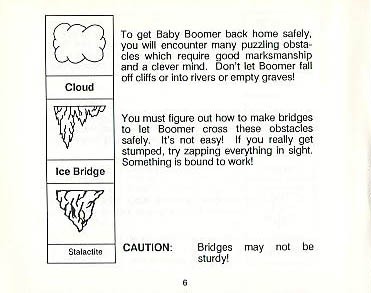 To get Baby Boomer back home safely,
you will encounter many puzzling obsta-
cles which require good marksmanship
and a clever mind. Don't let Boomer fall
off cliffs or into rivers or empty graves!
Cloud
You must figure out how to make bridges
to let Boomer cross these obstacles
safely. It's not easy! If you really get
stumped, try zapping everything in sight.
Something is bound to work!
Ice Bridge
Stalactite
CAUTION: Bridges may not be
sturdy!
6